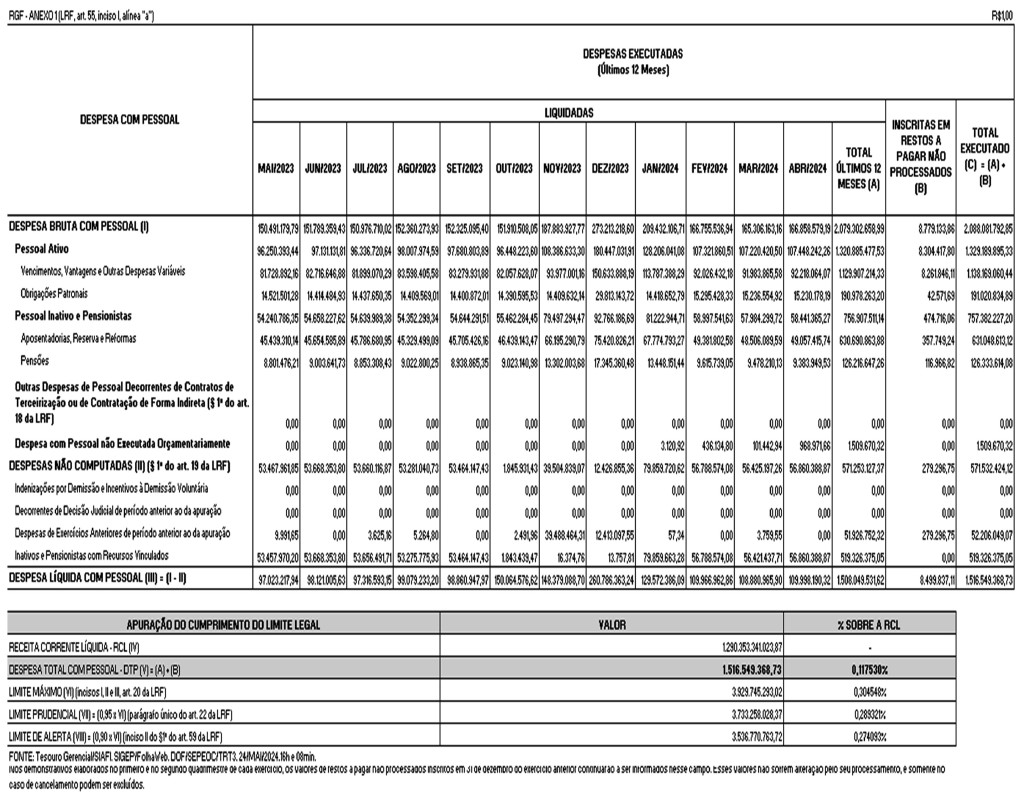 RGF - ANEXO 1 (LRF, art. 55, inciso I, alínea "a") R$1,00
DESPESA COM PESSOAL
DESPESAS EXECUTADAS
(Últimos 12 Meses)
LIQUIDADAS
INSCRITAS EM RESTOS A PAGAR NÃO PROCESSADOS (B)
TOTAL EXECUTADO (C) = (A) + (B)
MAI/2023 JUN/2023 JUL/2023 AGO/2023 SET/2023 OUT/2023 NOV/2023 DEZ/2023 JAN/2024 FEV/2024 MAR/2024 ABR/2024 TOTAL ÚLTIMOS 12 MESES (A)
DESPESA BRUTA COM PESSOAL (I) 150.491.179,79 151.789.359,43 150.976.710,02 152.360.273,93 152.325.095,40 151.910.508,05 187.883.927,77 273.213.218,60 209.432.106,71 166.755.536,94 165.306.163,16 166.858.579,19 2.079.302.658,99 8.779.133,86 2.088.081.792,85
Pessoal Ativo 96.250.393,44 97.131.131,81 96.336.720,64 98.007.974,59 97.680.803,89 96.448.223,60 108.386.633,30 180.447.031,91 128.206.041,08 107.321.860,51 107.220.420,50 107.448.242,26 1.320.885.477,53 8.304.417,80 1.329.189.895,33
Vencimentos, Vantagens e Outras Despesas Variáveis 81.728.892,16 82.716.646,88 81.899.070,29 83.598.405,58 83.279.931,88 82.057.628,07 93.977.001,16 150.633.888,19 113.787.388,29 92.026.432,18 91.983.865,58 92.218.064,07 1.129.907.214,33 8.261.846,11 1.138.169.060,44
Obrigações Patronais 14.521.501,28 14.414.484,93 14.437.650,35 14.409.569,01 14.400.872,01 14.390.595,53 14.409.632,14 29.813.143,72 14.418.652,79 15.295.428,33 15.236.554,92 15.230.178,19 190.978.263,20 42.571,69 191.020.834,89
Pessoal Inativo e Pensionistas 54.240.786,35 54.658.227,62 54.639.989,38 54.352.299,34 54.644.291,51 55.462.284,45 79.497.294,47 92.766.186,69 81.222.944,71 58.997.541,63 57.984.299,72 58.441.365,27 756.907.511,14 474.716,06 757.382.227,20
Aposentadorias, Reserva e Reformas 45.439.310,14 45.654.585,89 45.786.680,95 45.329.499,09 45.705.426,16 46.439.143,47 66.195.290,79 75.420.826,21 67.774.793,27 49.381.802,58 48.506.089,59 49.057.415,74 630.690.863,88 357.749,24 631.048.613,12
Pensões 8.801.476,21 9.003.641,73 8.853.308,43 9.022.800,25 8.938.865,35 9.023.140,98 13.302.003,68 17.345.360,48 13.448.151,44 9.615.739,05 9.478.210,13 9.383.949,53 126.216.647,26 116.966,82 126.333.614,08
Outras Despesas de Pessoal Decorrentes de Contratos de
Terceirização ou de Contratação de Forma Indireta (§ 1º do art.
18 da LRF) 0,00 0,00 0,00 0,00 0,00 0,00 0,00 0,00 0,00 0,00 0,00 0,00 0,00 0,00 0,00
Despesa com Pessoal não Executada Orçamentariamente 0,00 0,00 0,00 0,00 0,00 0,00 0,00 0,00 3.120,92 436.134,80 101.442,94 968.971,66 1.509.670,32 0,00 1.509.670,32
DESPESAS NÃO COMPUTADAS (II) (§ 1º do art. 19 da LRF) 53.467.961,85 53.668.353,80 53.660.116,87 53.281.040,73 53.464.147,43 1.845.931,43 39.504.839,07 12.426.855,36 79.859.720,62 56.788.574,08 56.425.197,26 56.860.388,87 571.253.127,37 279.296,75 571.532.424,12
Indenizações por Demissão e Incentivos à Demissão Voluntária 0,00 0,00 0,00 0,00 0,00 0,00 0,00 0,00 0,00 0,00 0,00 0,00 0,00 0,00 0,00
Decorrentes de Decisão Judicial de período anterior ao da apuração 0,00 0,00 0,00 0,00 0,00 0,00 0,00 0,00 0,00 0,00 0,00 0,00 0,00 0,00 0,00
Despesas de Exercícios Anteriores de período anterior ao da apuração 9.991,65 0,00 3.625,16 5.264,80 0,00 2.491,96 39.488.464,31 12.413.097,55 57,34 0,00 3.759,55 0,00 51.926.752,32 279.296,75 52.206.049,07
Inativos e Pensionistas com Recursos Vinculados 53.457.970,20 53.668.353,80 53.656.491,71 53.275.775,93 53.464.147,43 1.843.439,47 16.374,76 13.757,81 79.859.663,28 56.788.574,08 56.421.437,71 56.860.388,87 519.326.375,05 0,00 519.326.375,05
DESPESA LÍQUIDA COM PESSOAL (III) = (I - II) 97.023.217,94 98.121.005,63 97.316.593,15 99.079.233,20 98.860.947,97 150.064.576,62 148.379.088,70 260.786.363,24 129.572.386,09 109.966.962,86 108.880.965,90 109.998.190,32 1.508.049.531,62 8.499.837,11 1.516.549.368,73
APURAÇÃO DO CUMPRIMENTO DO LIMITE LEGAL VALOR % SOBRE A RCL
RECEITA CORRENTE LÍQUIDA - RCL (IV) 1.290.353.341.023,87 -
DESPESA TOTAL COM PESSOAL - DTP (V) = (A) + (B) 1.516.549.368,73 0,117530%
LIMITE MÁXIMO (VI) (incisos I, II e III, art. 20 da LRF) 3.929.745.293,02 0,304548%
LIMITE PRUDENCIAL (VII) = (0,95 x VI) (parágrafo único do art. 22 da LRF) 3.733.258.028,37 0,289321%
LIMITE DE ALERTA (VIII) = (0,90 x VI) (inciso II do §1º do art. 59 da LRF) 3.536.770.763,72 0,274093%
FONTE: Tesouro Gerencial/SIAFI. SIGEP/FolhaWeb. DOF/SEPEOC/TRT3. 24/MAI/2024.16h e 08min.
Nos demonstrativos elaborados no primeiro e no segundo quadrimestre de cada exercício, os valores de restos a pagar não processados inscritos em 31 de dezembro do exercício anterior continuarão a ser informados nesse campo. Esses valores não sofrem alteração pelo seu processamento, e somente no
caso de cancelamento podem ser excluídos.